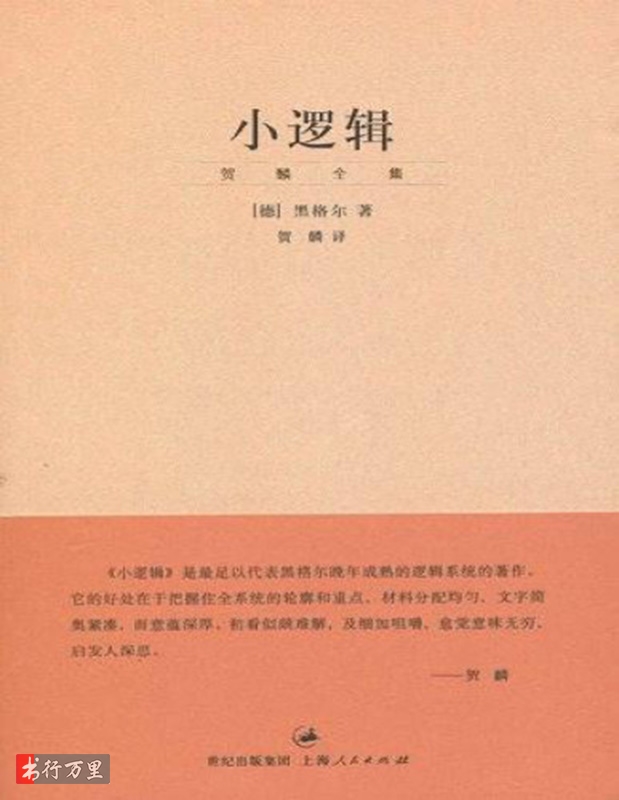 小逻辑
贺麟全集
[德] 黑格尔 著
贺 麟 译
《小逻辑》是最足以代表黑格尔晚年成熟的逻辑系统的著作。
它的好处在于把握住全系统的轮廓和重点，材料分配均匀，文字简
奥紧凑，而意蕴深厚，初看似颇难解，及细加咀嚼，愈觉意味无穷，
启发人深思。
——贺 麟
世纪出版集团 上海人民出版社
书行万里